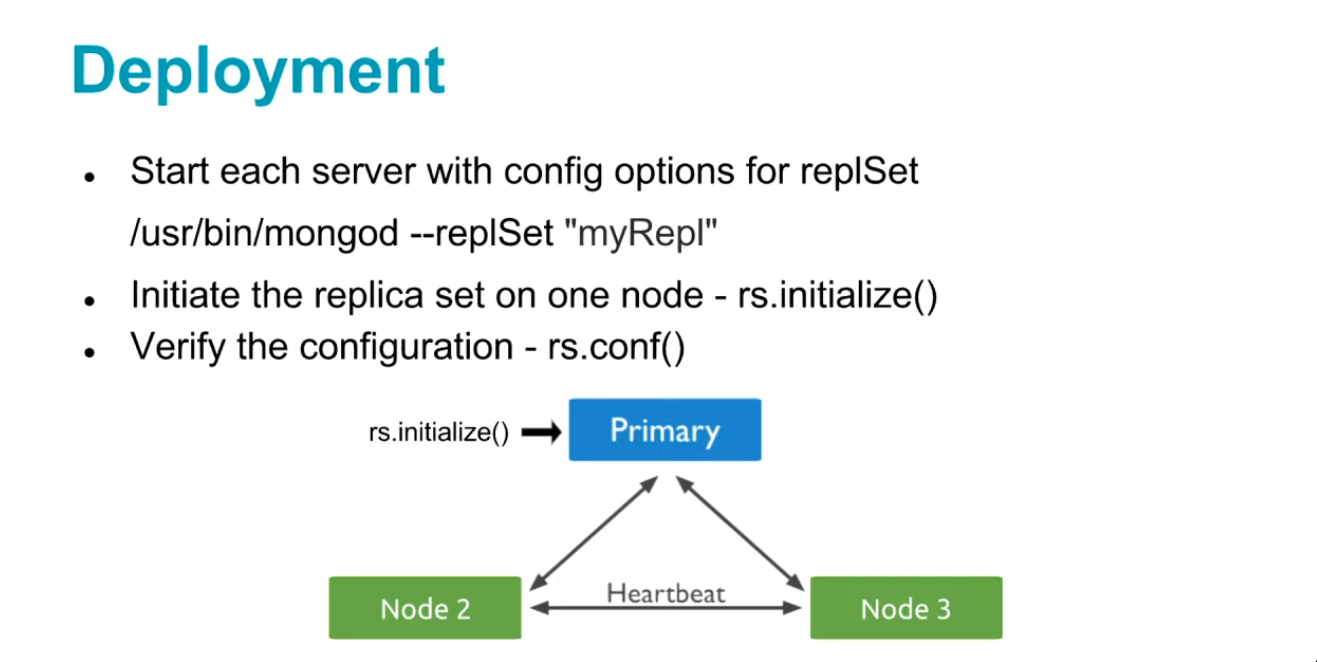 Deployment
• Start each server with config options for replSet
/usr/bin/mongod --replSet "myRepl"
• Initiate the replica set on one node - rs.initialize()
• Verify the configuration - rs.conf()
rs.initialize()
Primary
Heartbeat
Node 2
Node 3